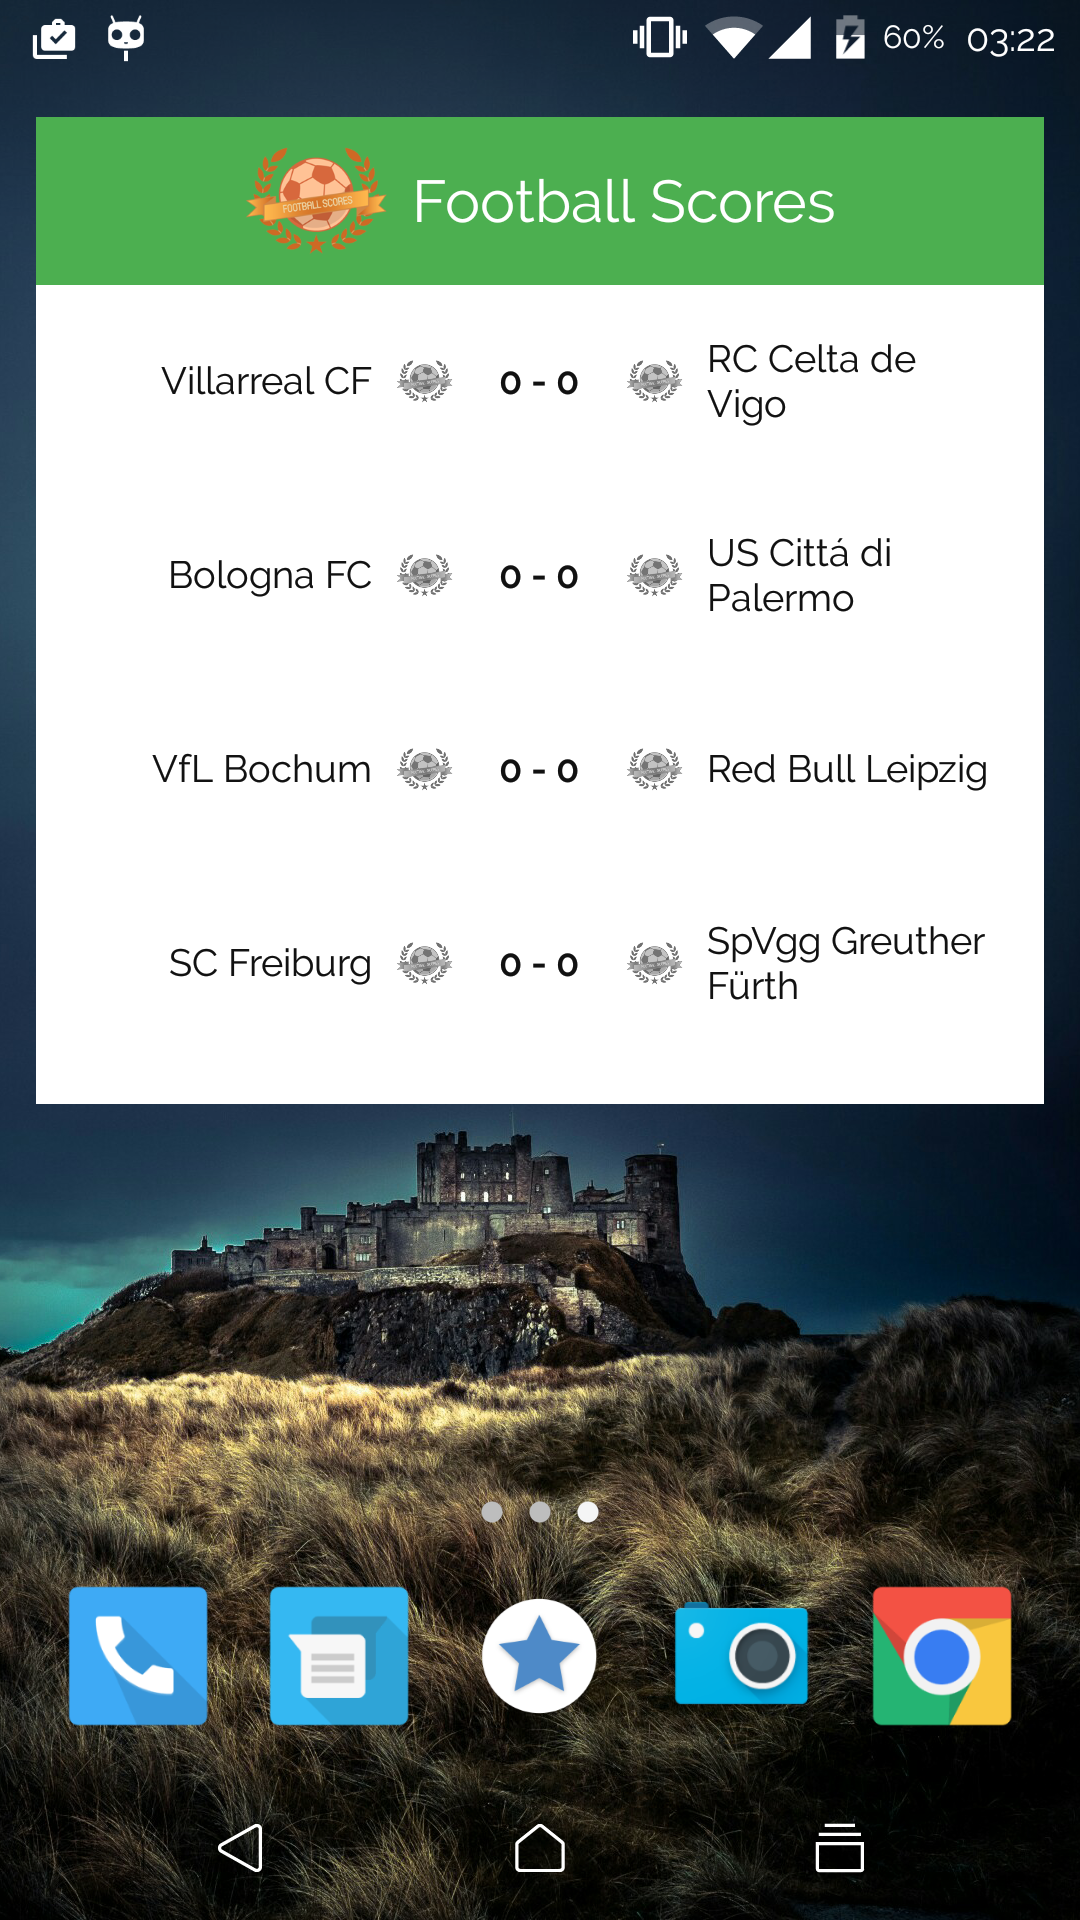 60% 03:22
FOOTBALL SCORES
Football Scores
Villarreal CF 0 - 0 RC Celta de
Vigo
Bologna FC 0 - 0 US Cittá di
Palermo
VfL Bochum 0 - 0 Red Bull Leipzig
SC Freiburg 0 - 0 SpVgg Greuther
Fürth